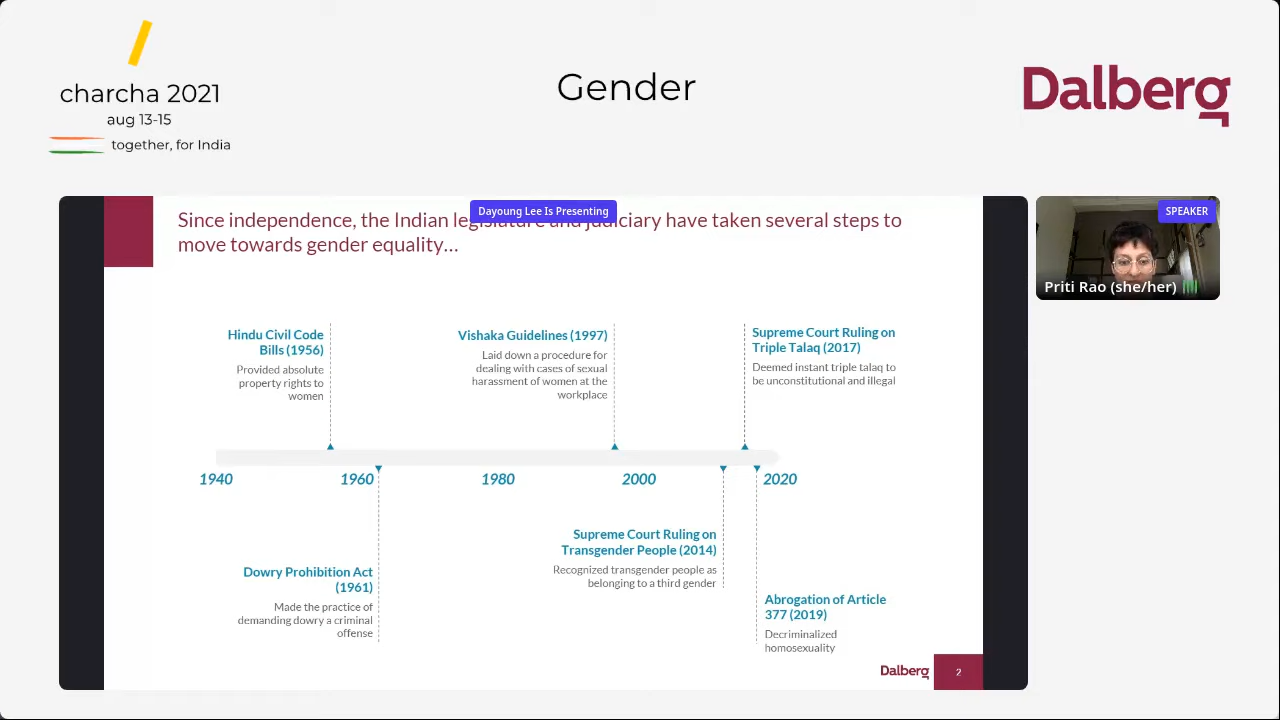 charcha 2021
aug 13-15
together, for India
Gender
Dalberg
Dayoung Lee Is Presenting
Since independence, the Indian legislature and judiciary have taken several steps to
move towards gender equality…
SPEAKER
Priti Rao (she/her)
Hindu Civil Code
Bills (1956)
Provided absolute
property rights to
women
Vishaka Guidelines (1997)
Laid down a procedure for
dealing with cases of sexual
harassment of women at the
workplace
Supreme Court Ruling on
Triple Talaq (2017)
Deemed instant triple talaq to
be unconstitutional and illegal
1940
1960
1980
2000
2020
Dowry Prohibition Act
(1961)
Made the practice of
demanding dowry a criminal
offense
Supreme Court Ruling on
Transgender People (2014)
Recognized transgender people as
belonging to a third gender
Abrogation of Article
377 (2019)
Decriminalized
homosexuality
Dalberg
2